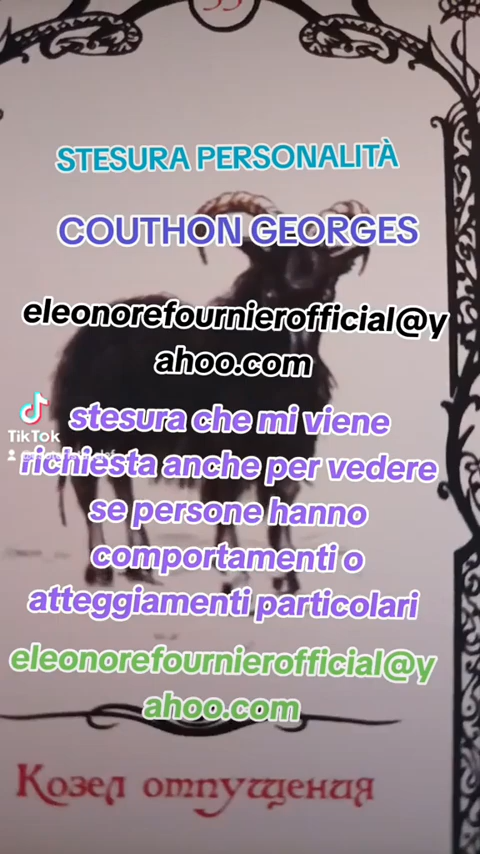 33
STESURA PERSONALITÀ
COUTHON GEORGES
eleonorefournierofficial@y
ahoo.com
stesura che mi viene
TikTok
richiesta anche per vedere
se persone hanno
comportamenti o
atteggiamenti particolari
eleonorefournierofficial@y
ahoo.com
Козел отпущения